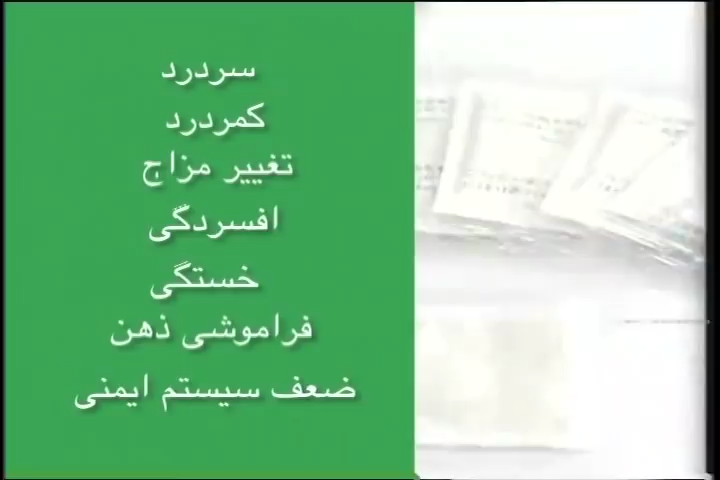 سردرد
کمردرد
تغییر مزاج
افسردگی
خستگی
فراموشی ذهن
ضعف سیستم ایمنی